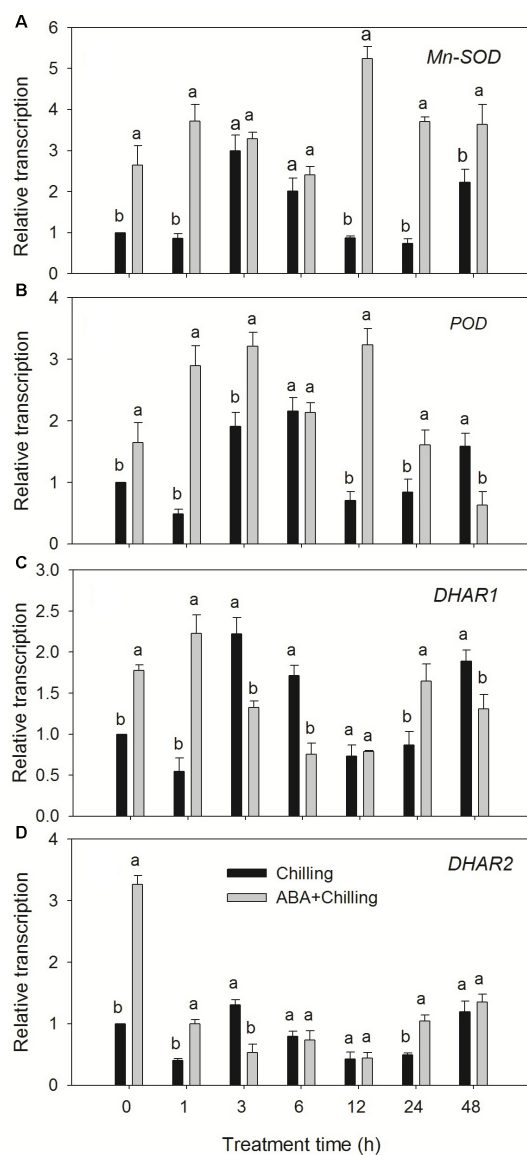 A
Mn-SOD
Relative transcription
6
5
4
3
2
1
0
b a b a a a a a b a b a b a
B
POD
Relative transcription
4
3
2
1
0
b a b a b a a a b a b a a b
C
DHAR1
Relative transcription
3.0
2.5
2.0
1.5
1.0
0.5
0.0
b a b a a b a b a a b a a b
D
DHAR2
Relative transcription
4
3
2
1
0
Chilling
ABA+Chilling
b a b a a b a a a a b a a a
0 1 3 6 12 24 48
Treatment time (h)